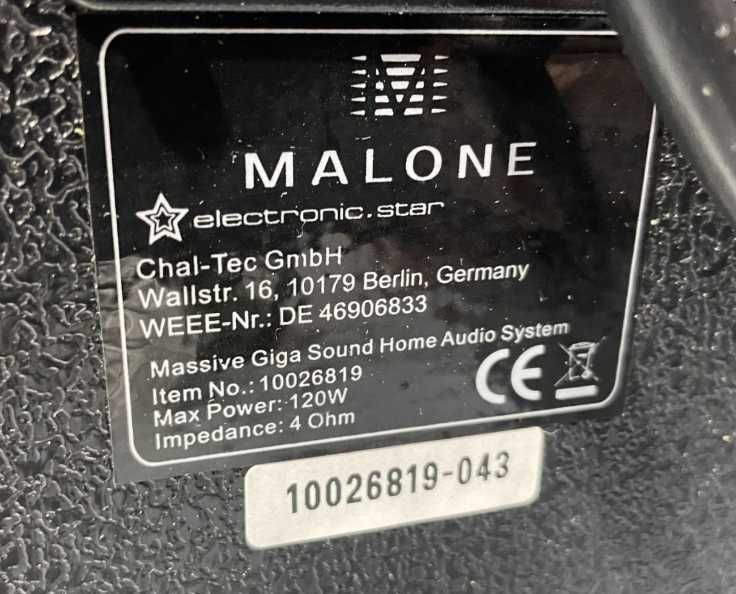 M
MALONE
electronic.star
Chal-Tec GmbH
Wallstr. 16, 10179 Berlin, Germany
WEEE-Nr.: DE 46906833
Massive Giga Sound Home Audio System
Item No.: 10026819
Max Power: 120W
Impedance: 4 Ohm
CE
10026819-043